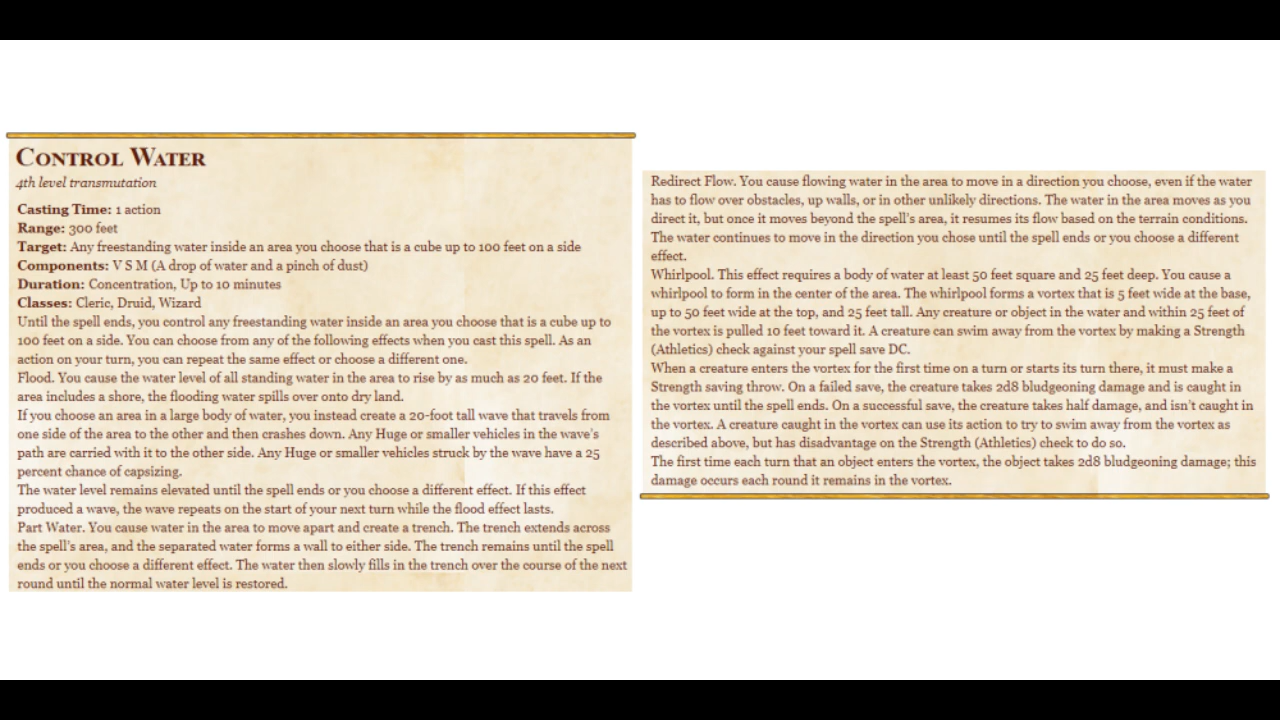 CONTROL WATER
4th level transmutation
Casting Time: 1 action
Range: 300 feet
Target: Any freestanding water inside an area you choose that is a cube up to 100 feet on a side
Components: V S M (A drop of water and a pinch of dust)
Duration: Concentration, Up to 10 minutes
Classes: Cleric, Druid, Wizard
Until the spell ends, you control any freestanding water inside an area you choose that is a cube up to
100 feet on a side. You can choose from any of the following effects when you cast this spell. As an
action on your turn, you can repeat the same effect or choose a different one.
Flood. You cause the water level of all standing water in the area to rise by as much as 20 feet. If the
area includes a shore, the flooding water spills over onto dry land.
If you choose an area in a large body of water, you instead create a 20-foot tall wave that travels from
one side of the area to the other and then crashes down. Any Huge or smaller vehicles in the wave's
path are carried with it to the other side. Any Huge or smaller vehicles struck by the wave have a 25
percent chance of capsizing.
The water level remains elevated until the spell ends or you choose a different effect. If this effect
produced a wave, the wave repeats on the start of your next turn while the flood effect lasts.
Part Water. You cause water in the area to move apart and create a trench. The trench extends across
the spell's area, and the separated water forms a wall to either side. The trench remains until the spell
ends or you choose a different effect. The water then slowly fills in the trench over the course of the next
round until the normal water level is restored.
Redirect Flow. You cause flowing water in the area to move in a direction you choose, even if the water
has to flow over obstacles, up walls, or in other unlikely directions. The water in the area moves as you
direct it, but once it moves beyond the spell's area, it resumes its flow based on the terrain conditions.
The water continues to move in the direction you chose until the spell ends or you choose a different
effect.
Whirlpool. This effect requires a body of water at least 50 feet square and 25 feet deep. You cause a
whirlpool to form in the center of the area. The whirlpool forms a vortex that is 5 feet wide at the base,
up to 50 feet wide at the top, and 25 feet tall. Any creature or object in the water and within 25 feet of
the vortex is pulled 10 feet toward it. A creature can swim away from the vortex by making a Strength
(Athletics) check against your spell save DC.
When a creature enters the vortex for the first time on a turn or starts its turn there, it must make a
Strength saving throw. On a failed save, the creature takes 2d8 bludgeoning damage and is caught in
the vortex until the spell ends. On a successful save, the creature takes half damage, and isn't caught in
the vortex. A creature caught in the vortex can use its action to try to swim away from the vortex as
described above, but has disadvantage on the Strength (Athletics) check to do so.
The first time each turn that an object enters the vortex, the object takes 2d8 bludgeoning damage; this
damage occurs each round it remains in the vortex.